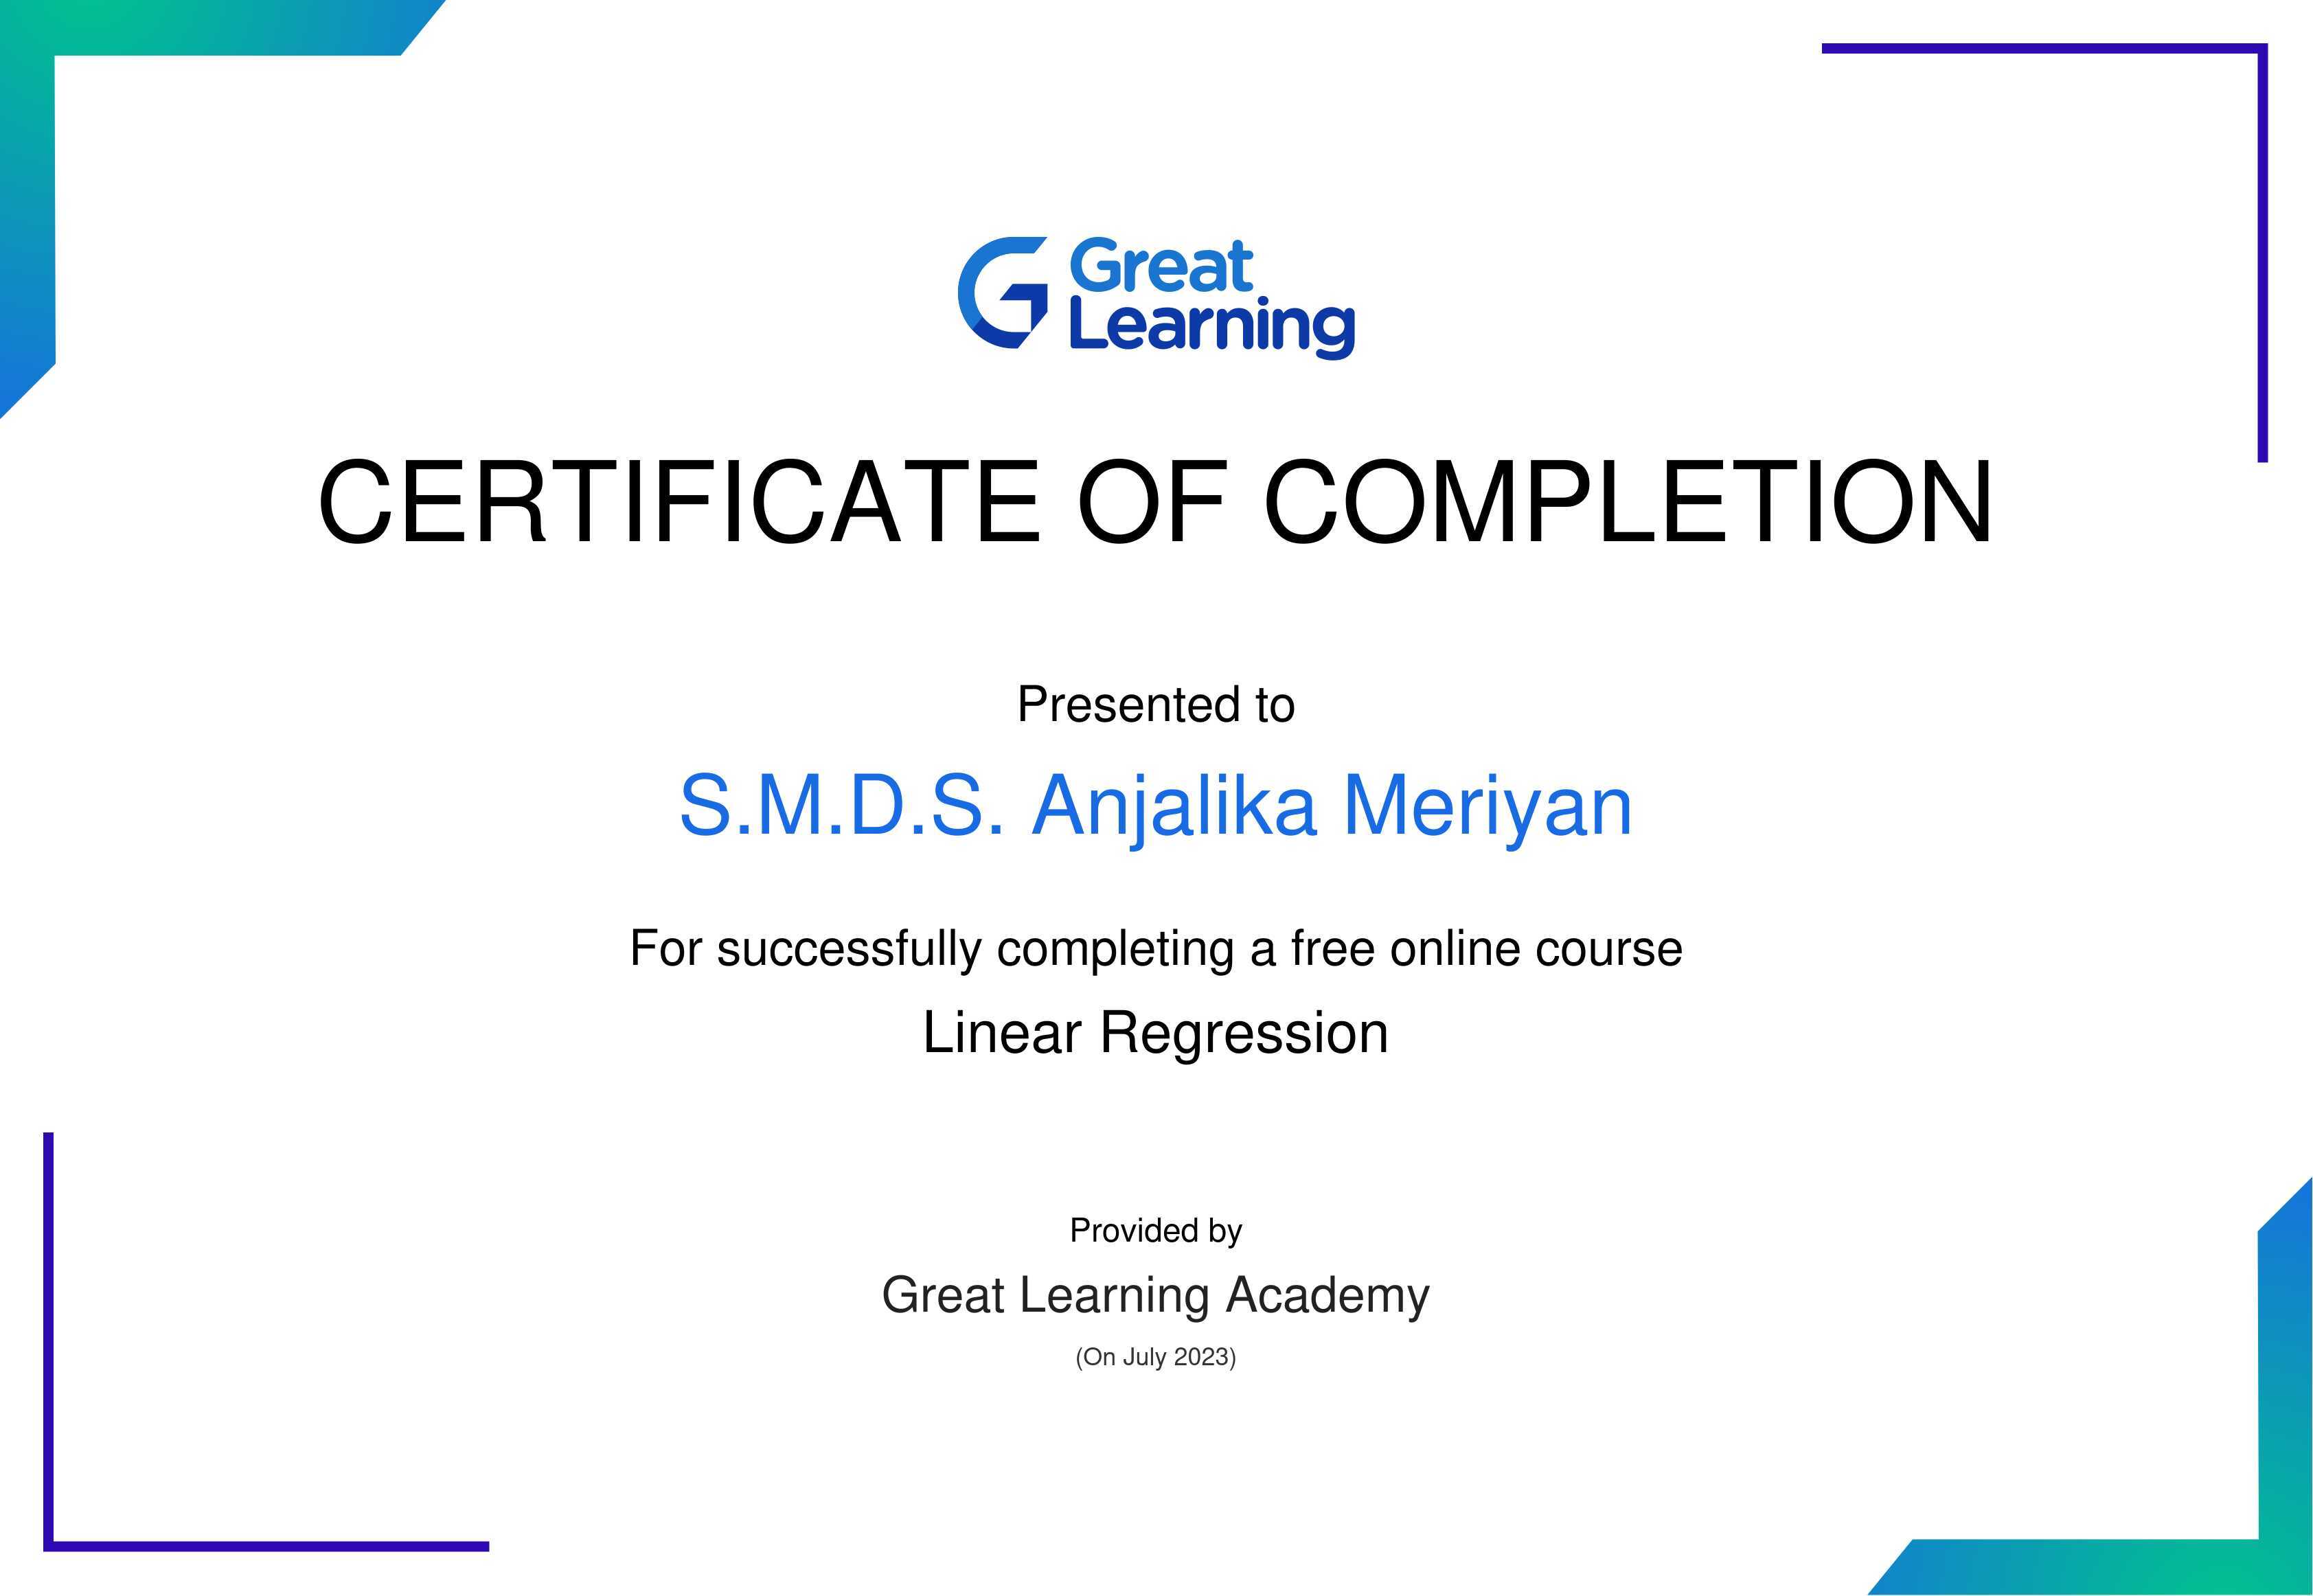 Great
Learning
CERTIFICATE OF COMPLETION
Presented to
S.M.D.S. Anjalika Meriyan
For successfully completing a free online course
Linear Regression
Provided by
Great Learning Academy
(On July 2023)